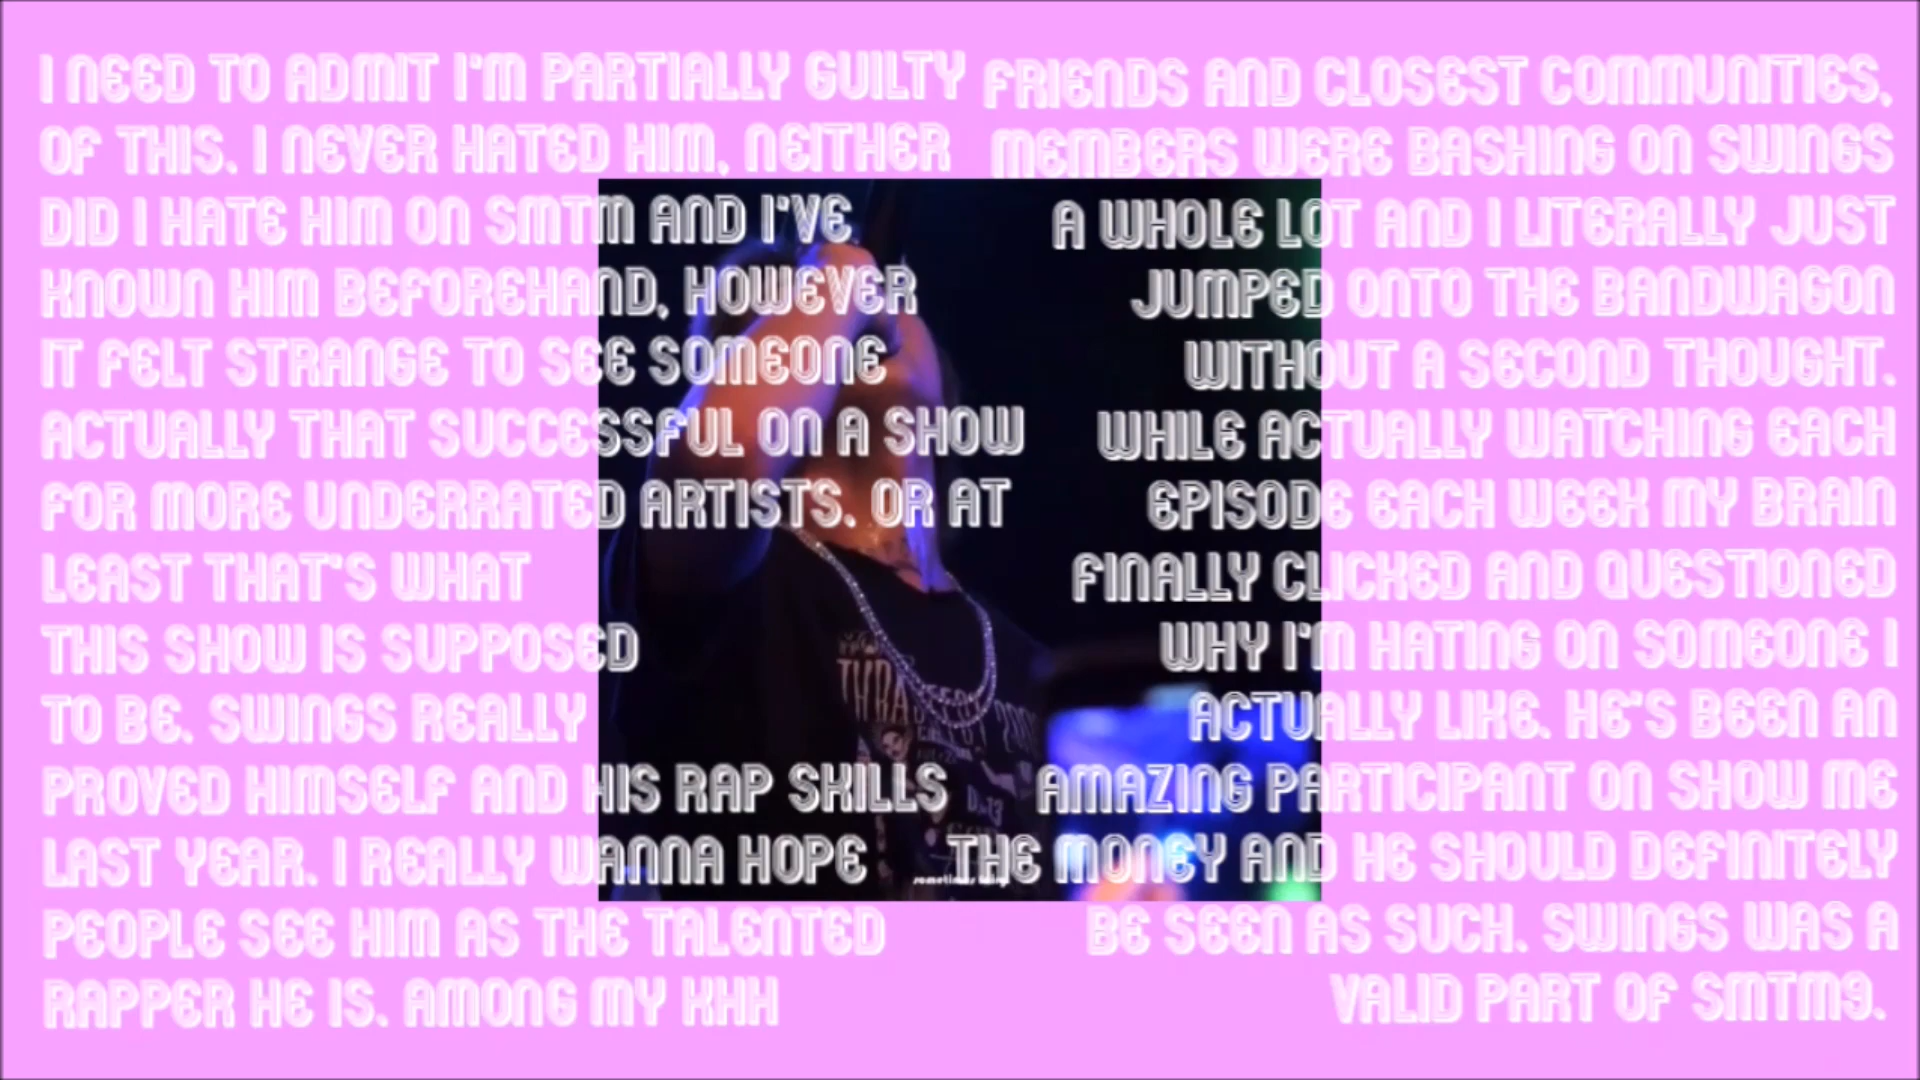 I NEED TO ADMIT I'M PARTIALLY GUILTY
OF THIS. I NEVER HATED HIM, NEITHER
DID I HATE HIM ON SMTM AND I'VE
KNOWN HIM BEFOREHAND, HOWEVER
IT FELT STRANGE TO SEE SOMEONE
ACTUALLY THAT SUCCESSFUL ON A SHOW
FOR MORE UNDERRATED ARTISTS. OR AT
LEAST THAT'S WHAT
THIS SHOW IS SUPPOSED
TO BE. SWINGS REALLY
PROVED HIMSELF AND HIS RAP SKILLS
LAST YEAR. I REALLY WANNA HOPE
PEOPLE SEE HIM AS THE TALENTED
RAPPER HE IS. AMONG MY KHH
FRIENDS AND CLOSEST COMMUNITIES,
MEMBERS WERE BASHING ON SWINGS
A WHOLE LOT AND I LITERALLY JUST
JUMPED ONTO THE BANDWAGON
WITHOUT A SECOND THOUGHT.
WHILE ACTUALLY WATCHING EACH
EPISODE EACH WEEK MY BRAIN
FINALLY CLICKED AND QUESTIONED
WHY I'M HATING ON SOMEONE I
ACTUALLY LIKE. HE'S BEEN AN
AMAZING PARTICIPANT ON SHOW ME
THE MONEY AND HE SHOULD DEFINITELY
BE SEEN AS SUCH. SWINGS WAS A
VALID PART OF SMTM9.